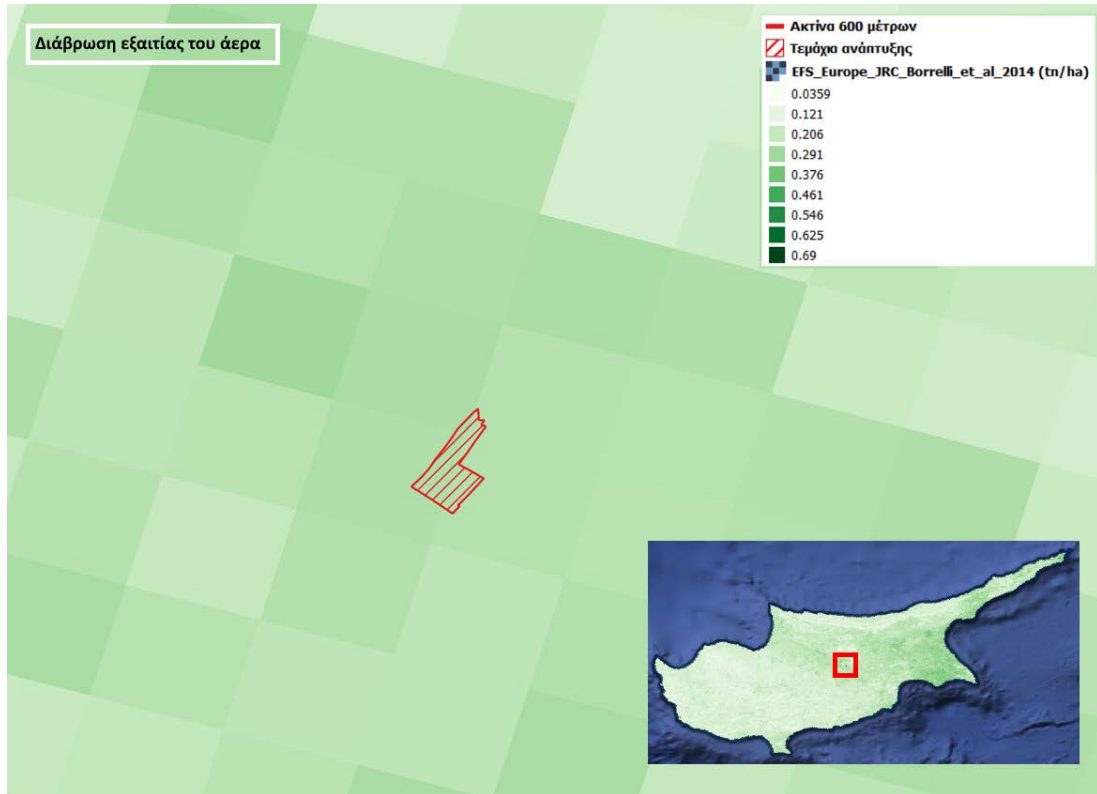 Διάβρωση εξαιτίας του άερα
Ακτίνα 600 μέτρων
Τεμάχια ανάπτυξης
EFS_Europe_JRC_Borrelli_et_al_2014 (tn/ha)
0.0359
0.121
0.206
0.291
0.376
0.461
0.546
0.625
0.69